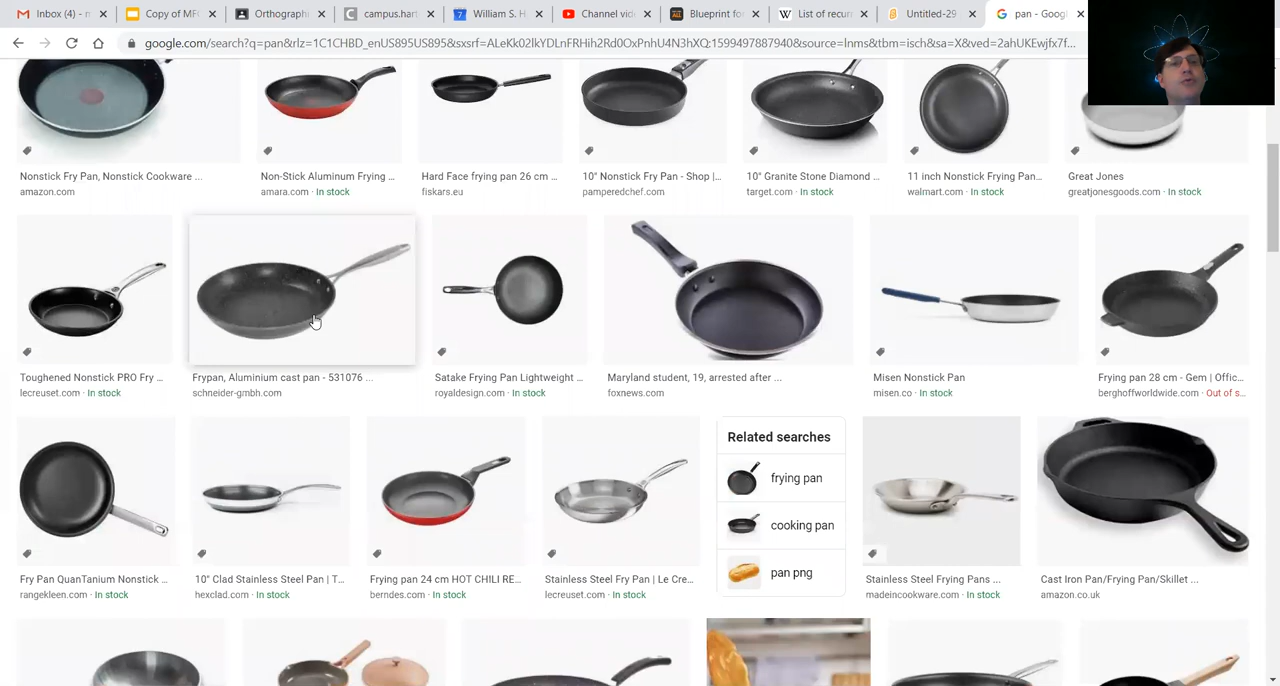 Inbox (4) - n
Copy of MF
Orthograph
campus.hart
William S. H
Channel vid
Blueprint fo
List of recur
Untitled-29
pan - Goog
google.com/search?q=pan&rlz=1C1CHBD_enUS895US895&sxsrf=ALeKk02lkYDLnFRHih2Rd0OxPnhU4N3hXQ:1599497887940&source=lnms&tbm=isch&sa=X&ved=2ahUKEwjfx7f...
Nonstick Fry Pan, Nonstick Cookware ...
amazon.com
Non-Stick Aluminum Frying ...
amara.com · In stock
Hard Face frying pan 26 cm ...
fiskars.eu
10" Nonstick Fry Pan - Shop |...
pamperedchef.com
10" Granite Stone Diamond ...
target.com · In stock
11 inch Nonstick Frying Pan...
walmart.com · In stock
Great Jones
greatjonesgoods.com · In stock
Toughened Nonstick PRO Fry ...
lecreuset.com · In stock
Frypan, Aluminium cast pan - 531076 ...
schneider-gmbh.com
Satake Frying Pan Lightweight ...
royaldesign.com · In stock
Maryland student, 19, arrested after ...
foxnews.com
Misen Nonstick Pan
misen.co · In stock
Frying pan 28 cm - Gem | Offic...
berghoffworldwide.com · Out of s...
Related searches
frying pan
cooking pan
pan png
Fry Pan QuanTanium Nonstick ...
rangekleen.com · In stock
10" Clad Stainless Steel Pan | T...
hexclad.com · In stock
Frying pan 24 cm HOT CHILI RE...
berndes.com · In stock
Stainless Steel Fry Pan | Le Cre...
lecreuset.com · In stock
Stainless Steel Frying Pans ...
madeincookware.com · In stock
Cast Iron Pan/Frying Pan/Skillet ...
amazon.co.uk